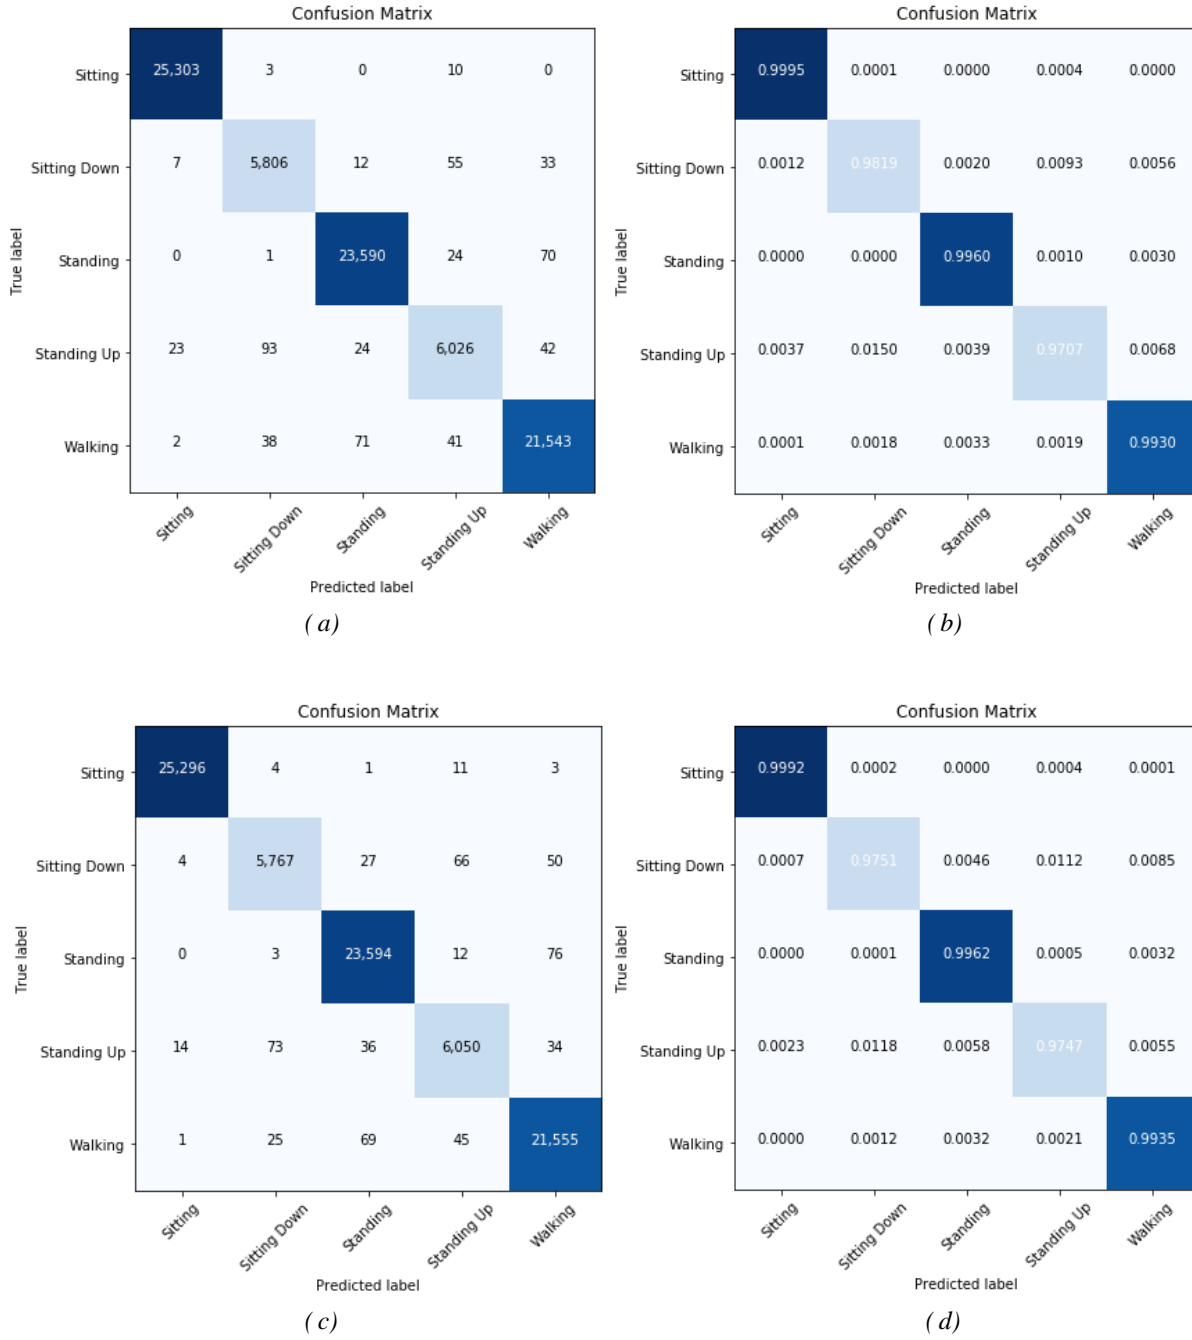 Confusion Matrix
Sitting 25,303 3 0 10 0
Sitting Down 7 5,806 12 55 33
Standing 0 1 23,590 24 70
Standing Up 23 93 24 6,026 42
Walking 2 38 71 41 21,543
True label
Sitting Sitting Down Standing Standing Up Walking
Predicted label
( a)
Confusion Matrix
Sitting 0.9995 0.0001 0.0000 0.0004 0.0000
Sitting Down 0.0012 0.9819 0.0020 0.0093 0.0056
Standing 0.0000 0.0000 0.9960 0.0010 0.0030
Standing Up 0.0037 0.0150 0.0039 0.9707 0.0068
Walking 0.0001 0.0018 0.0033 0.0019 0.9930
True label
Sitting Sitting Down Standing Standing Up Walking
Predicted label
( b)
Confusion Matrix
Sitting 25,296 4 1 11 3
Sitting Down 4 5,767 27 66 50
Standing 0 3 23,594 12 76
Standing Up 14 73 36 6,050 34
Walking 1 25 69 45 21,555
True label
Sitting Sitting Down Standing Standing Up Walking
Predicted label
( c)
Confusion Matrix
Sitting 0.9992 0.0002 0.0000 0.0004 0.0001
Sitting Down 0.0007 0.9751 0.0046 0.0112 0.0085
Standing 0.0000 0.0001 0.9962 0.0005 0.0032
Standing Up 0.0023 0.0118 0.0058 0.9747 0.0055
Walking 0.0000 0.0012 0.0032 0.0021 0.9935
True label
Sitting Sitting Down Standing Standing Up Walking
Predicted label
( d)